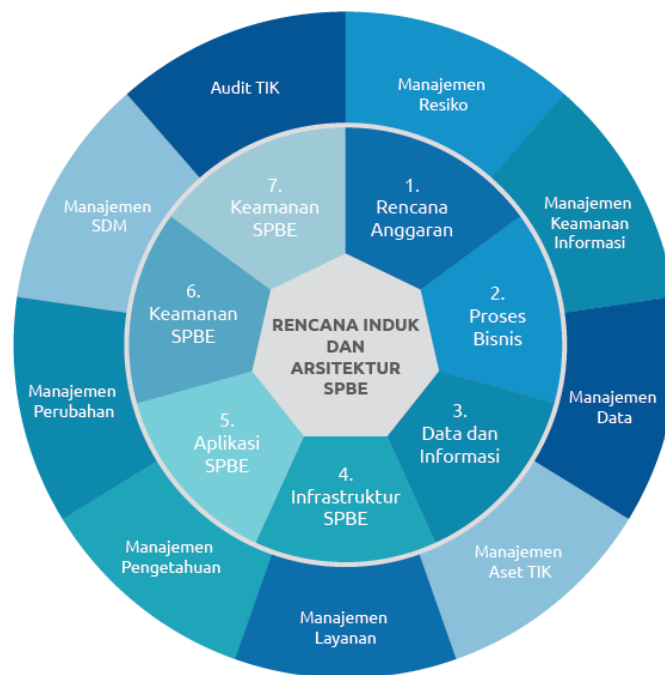 Audit TIK
Manajemen
Resiko
Manajemen
Keamanan
Informasi
Manajemen
Data
Manajemen
Aset TIK
Manajemen
Layanan
Manajemen
Pengetahuan
Manajemen
Perubahan
Manajemen
SDM
1.
Rencana
Anggaran
2.
Proses
Bisnis
3.
Data dan
Informasi
4.
Infrastruktur
SPBE
5.
Aplikasi
SPBE
6.
Keamanan
SPBE
7.
Keamanan
SPBE
RENCANA INDUK
DAN
ARSITEKTUR
SPBE